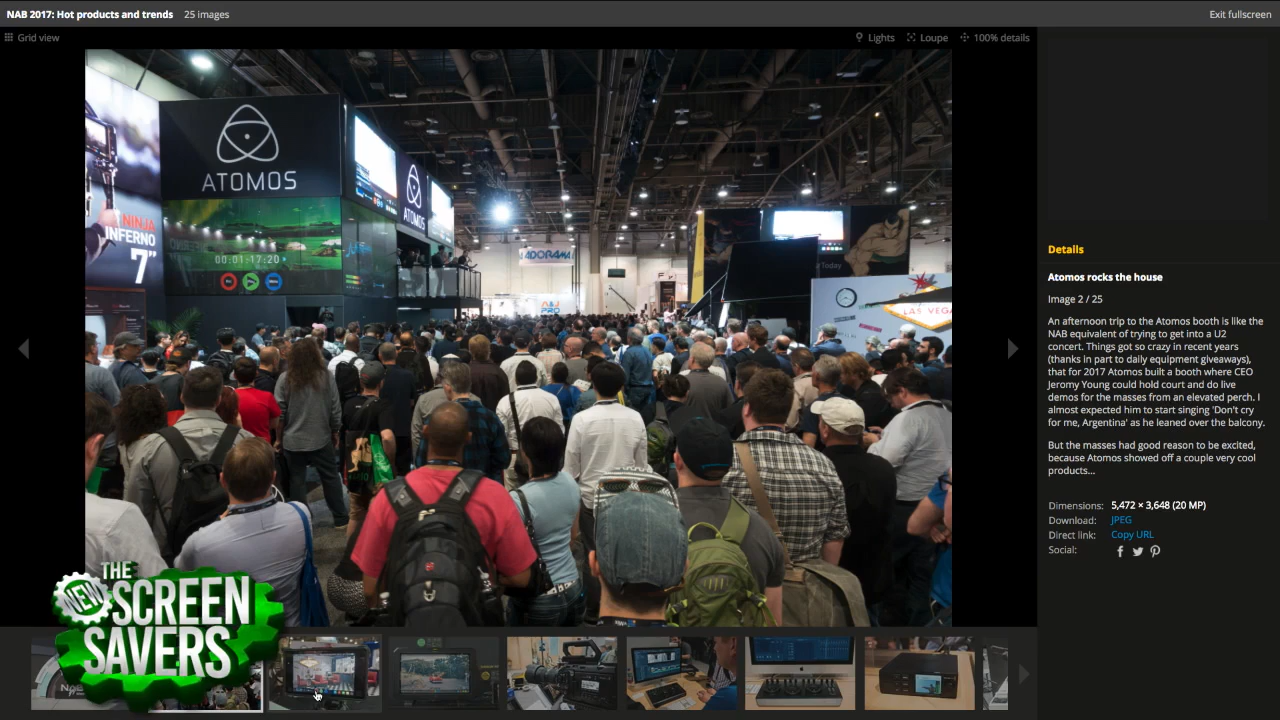 NAB 2017: Hot products and trends 25 images
Exit fullscreen
Grid view
Lights Loupe 100% details
ATOMOS
ATOMOS
NINJA
INFERNO
7"
00:01:17:20
ADORAMA
PRO
Today
LAS VEGA
Details
Atomos rocks the house
Image 2 / 25
An afternoon trip to the Atomos booth is like the
NAB equivalent of trying to get into a U2
concert. Things got so crazy in recent years
(thanks in part to daily equipment giveaways),
that for 2017 Atomos built a booth where CEO
Jeromy Young could hold court and do live
demos for the masses from an elevated perch. I
almost expected him to start singing 'Don't cry
for me, Argentina' as he leaned over the balcony.
But the masses had good reason to be excited,
because Atomos showed off a couple very cool
products...
Dimensions: 5,472 × 3,648 (20 MP)
Download: JPEG
Direct link: Copy URL
Social:
THE
NEW
SCREEN
SAVERS